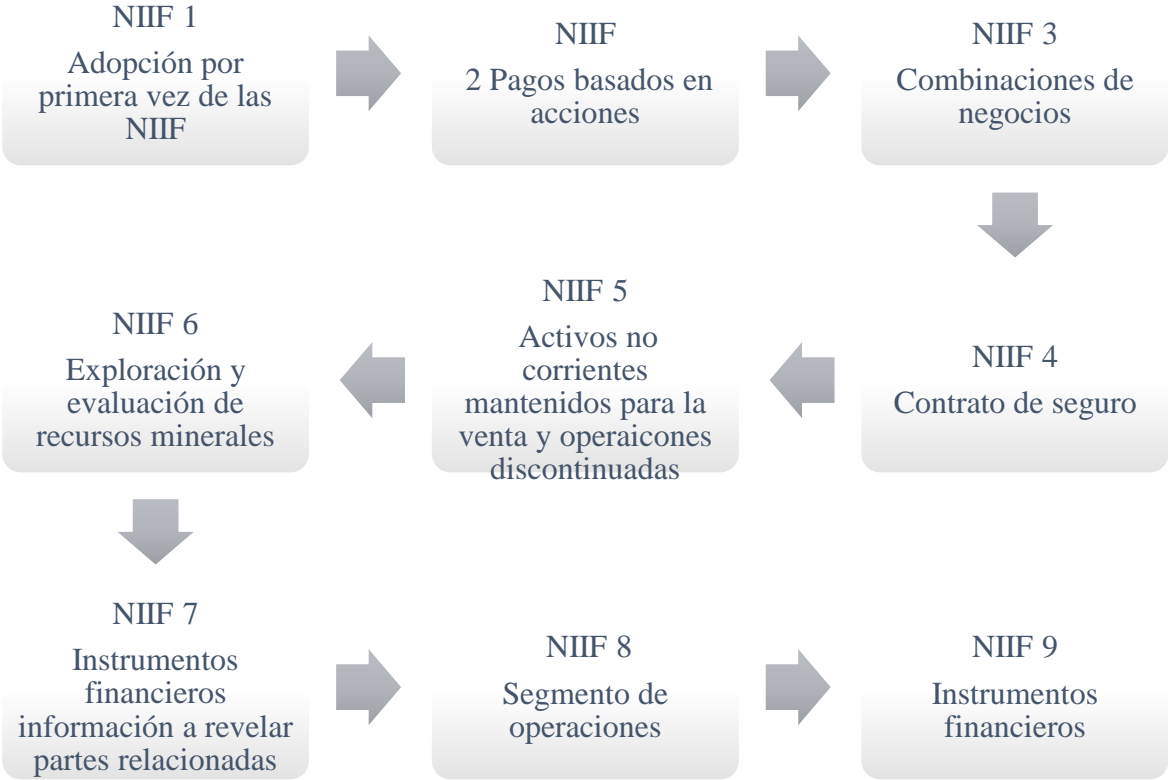 NIIF 1
Adopción por
primera vez de las
NIIF
NIIF
2 Pagos basados en
acciones
NIIF 3
Combinaciones de
negocios
NIIF 4
Contrato de seguro
NIIF 5
Activos no
corrientes
mantenidos para la
venta y operaicones
discontinuadas
NIIF 6
Exploración y
evaluación de
recursos minerales
NIIF 7
Instrumentos
financieros
información a revelar
partes relacionadas
NIIF 8
Segmento de
operaciones
NIIF 9
Instrumentos
financieros